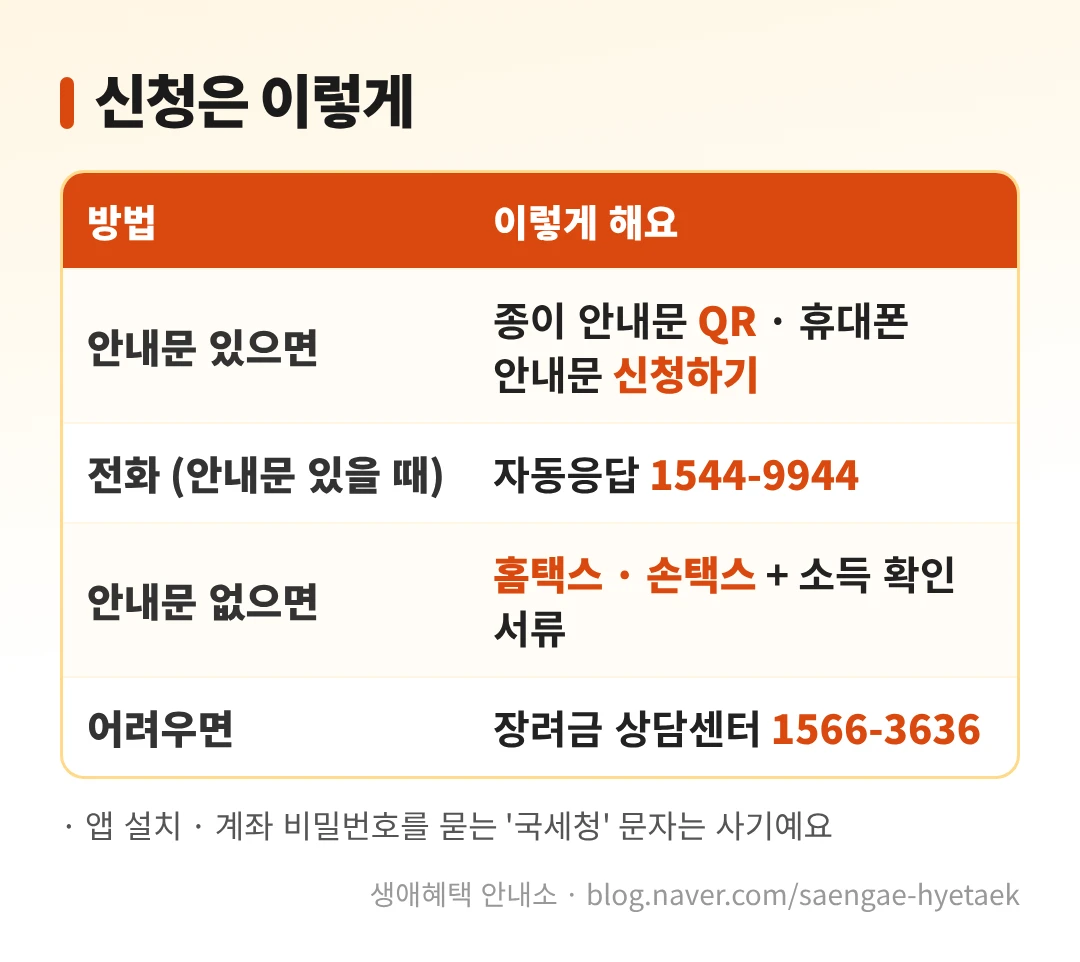 신청은 이렇게
방법
이렇게 해요
안내문 있으면
종이 안내문 QR · 휴대폰
안내문 신청하기
전화 (안내문 있을 때)
자동응답 1544-9944
안내문 없으면
홈택스 · 손택스 + 소득 확인
서류
어려우면
장려금 상담센터 1566-3636
· 앱 설치 · 계좌 비밀번호를 묻는 '국세청' 문자는 사기예요
생애혜택 안내소 · blog.naver.com/saengae-hyetaek